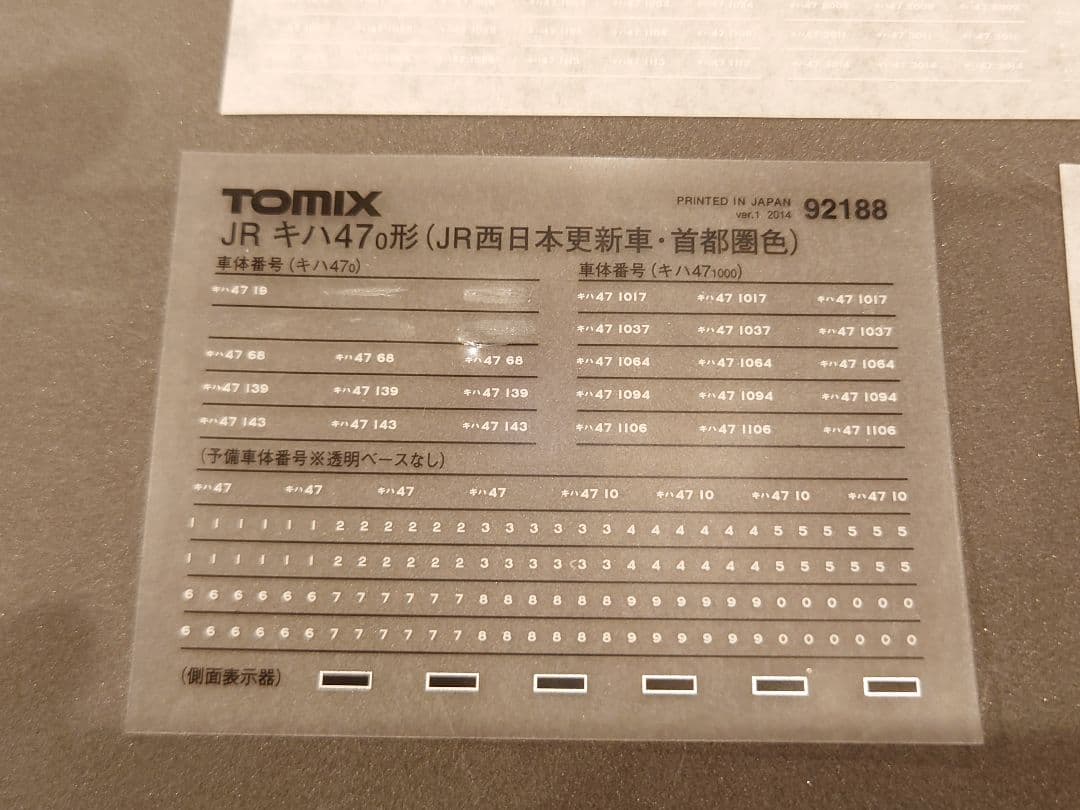 TOMIX
PRINTED IN JAPAN
ver.1 2014
92188
JR キハ47₀形(JR西日本更新車・首都圏色)
車体番号(キハ47₀)
キハ47 19
キハ47 68 キハ47 68 キハ47 68
キハ47 139 キハ47 139 キハ47 139
キハ47 143 キハ47 143 キハ47 143
車体番号(キハ47₁₀₀₀)
キハ47 1017 キハ47 1017 キハ47 1017
キハ47 1037 キハ47 1037 キハ47 1037
キハ47 1064 キハ47 1064 キハ47 1064
キハ47 1094 キハ47 1094 キハ47 1094
キハ47 1106 キハ47 1106 キハ47 1106
(予備車体番号※透明ベースなし)
キハ47 キハ47 キハ47 キハ47 キハ47 10 キハ47 10 キハ47 10 キハ47 10
1 1 1 1 1 1 2 2 2 2 2 2 3 3 3 3 3 3 4 4 4 4 4 4 5 5 5 5 5 5
1 1 1 1 1 1 2 2 2 2 2 2 3 3 3 3 3 3 4 4 4 4 4 4 5 5 5 5 5 5
6 6 6 6 6 6 7 7 7 7 7 7 8 8 8 8 8 8 9 9 9 9 9 9 0 0 0 0 0 0
6 6 6 6 6 6 7 7 7 7 7 7 8 8 8 8 8 8 9 9 9 9 9 9 0 0 0 0 0 0
(側面表示器)